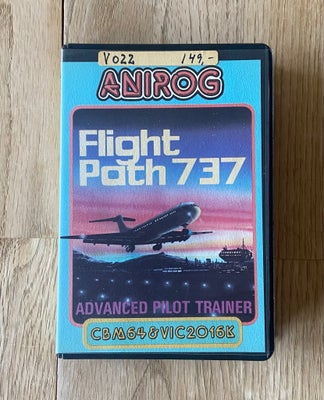 V022 149,-
ANIROG
Flight
Path 737
ADVANCED PILOT TRAINER
CBM64 & VIC2016K